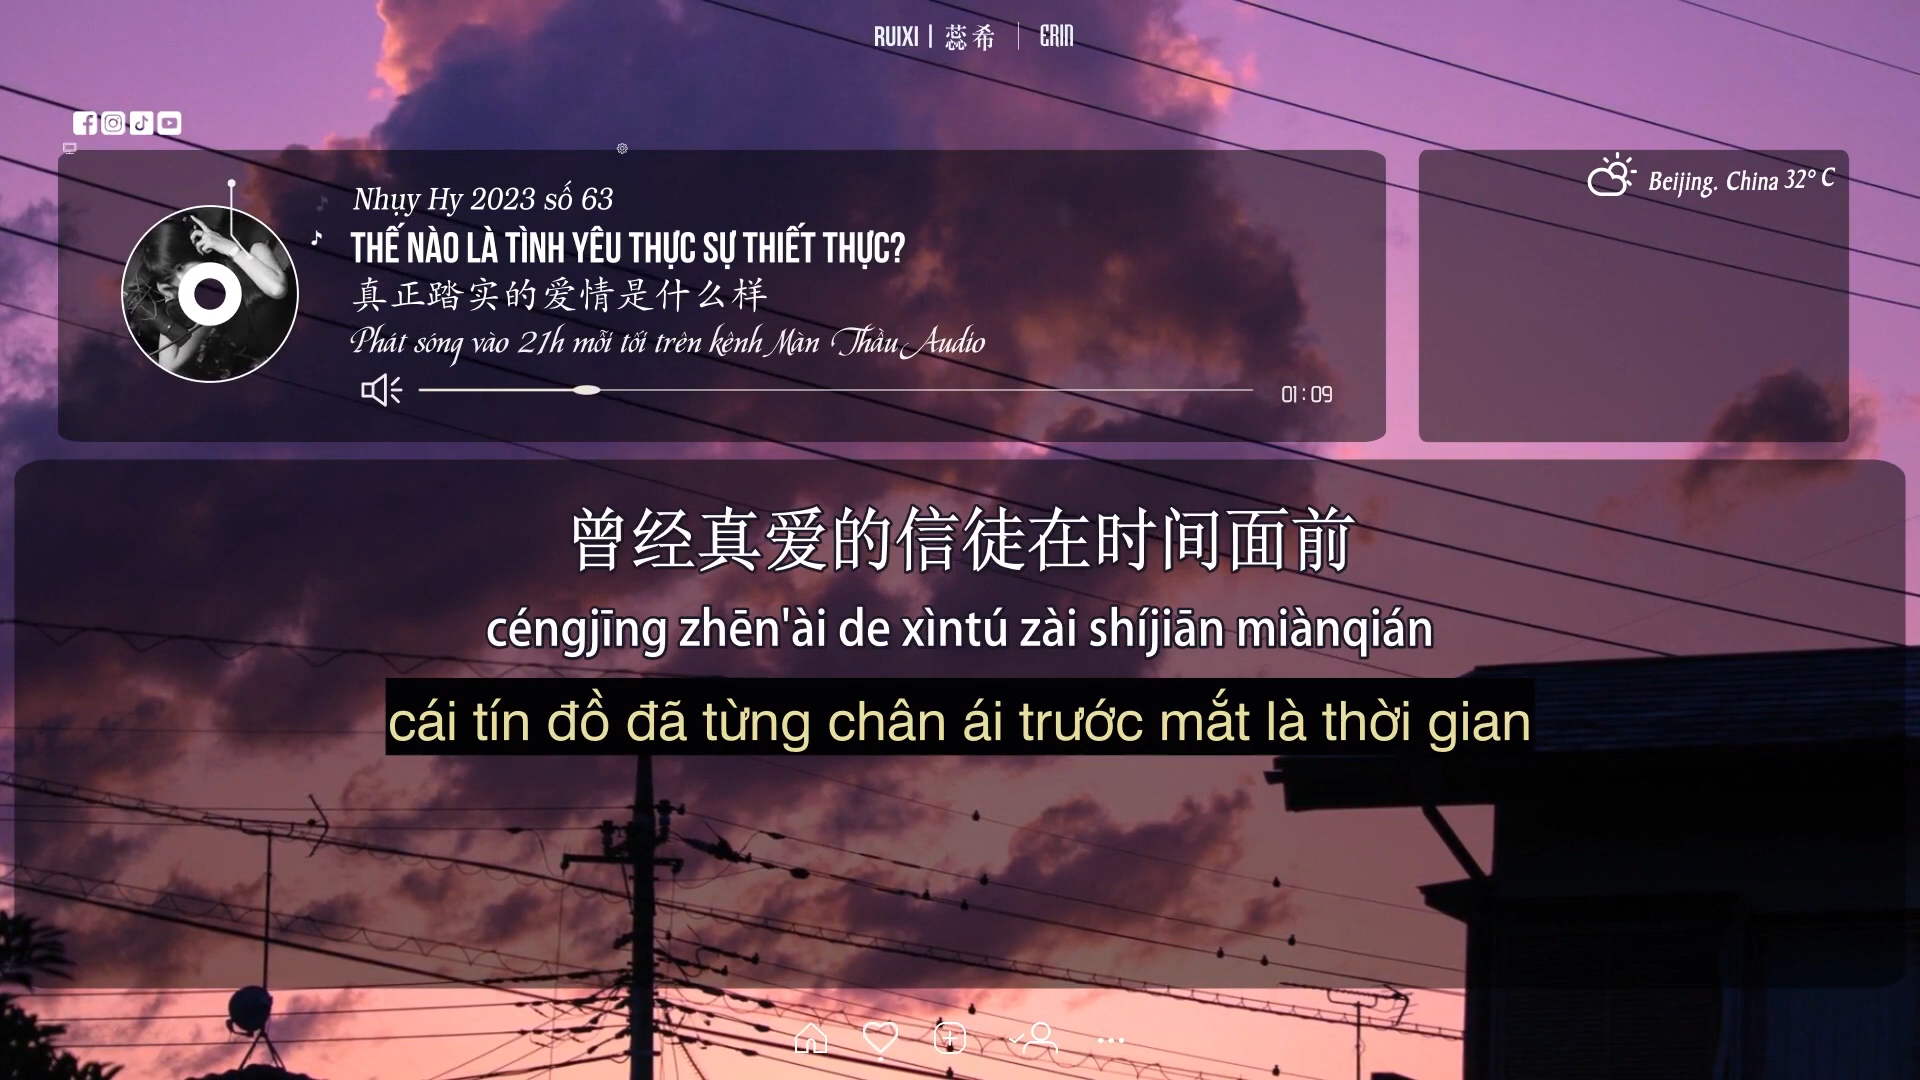 RUIXI | 蕊希 | ERIN
Nhụy Hy 2023 số 63
THẾ NÀO LÀ TÌNH YÊU THỰC SỰ THIẾT THỰC?
真正踏实的爱情是什么样
Phát sóng vào 21h mỗi tối trên kênh Màn Thầu Audio
01:09
Beijing. China 32° C
曾经真爱的信徒在时间面前
céngjīng zhēn'ài de xìntú zài shíjiān miànqián
cái tín đồ đã từng chân ái trước mắt là thời gian